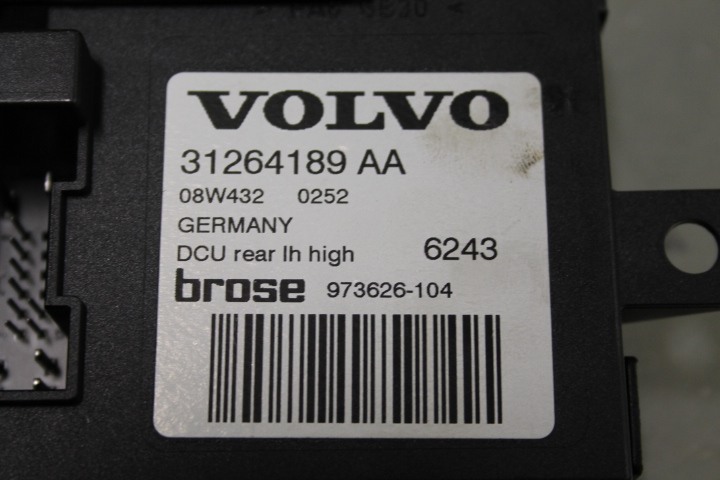 VOLVO
31264189 AA
08W432 0252
GERMANY
DCU rear lh high 6243
brose 973626-104